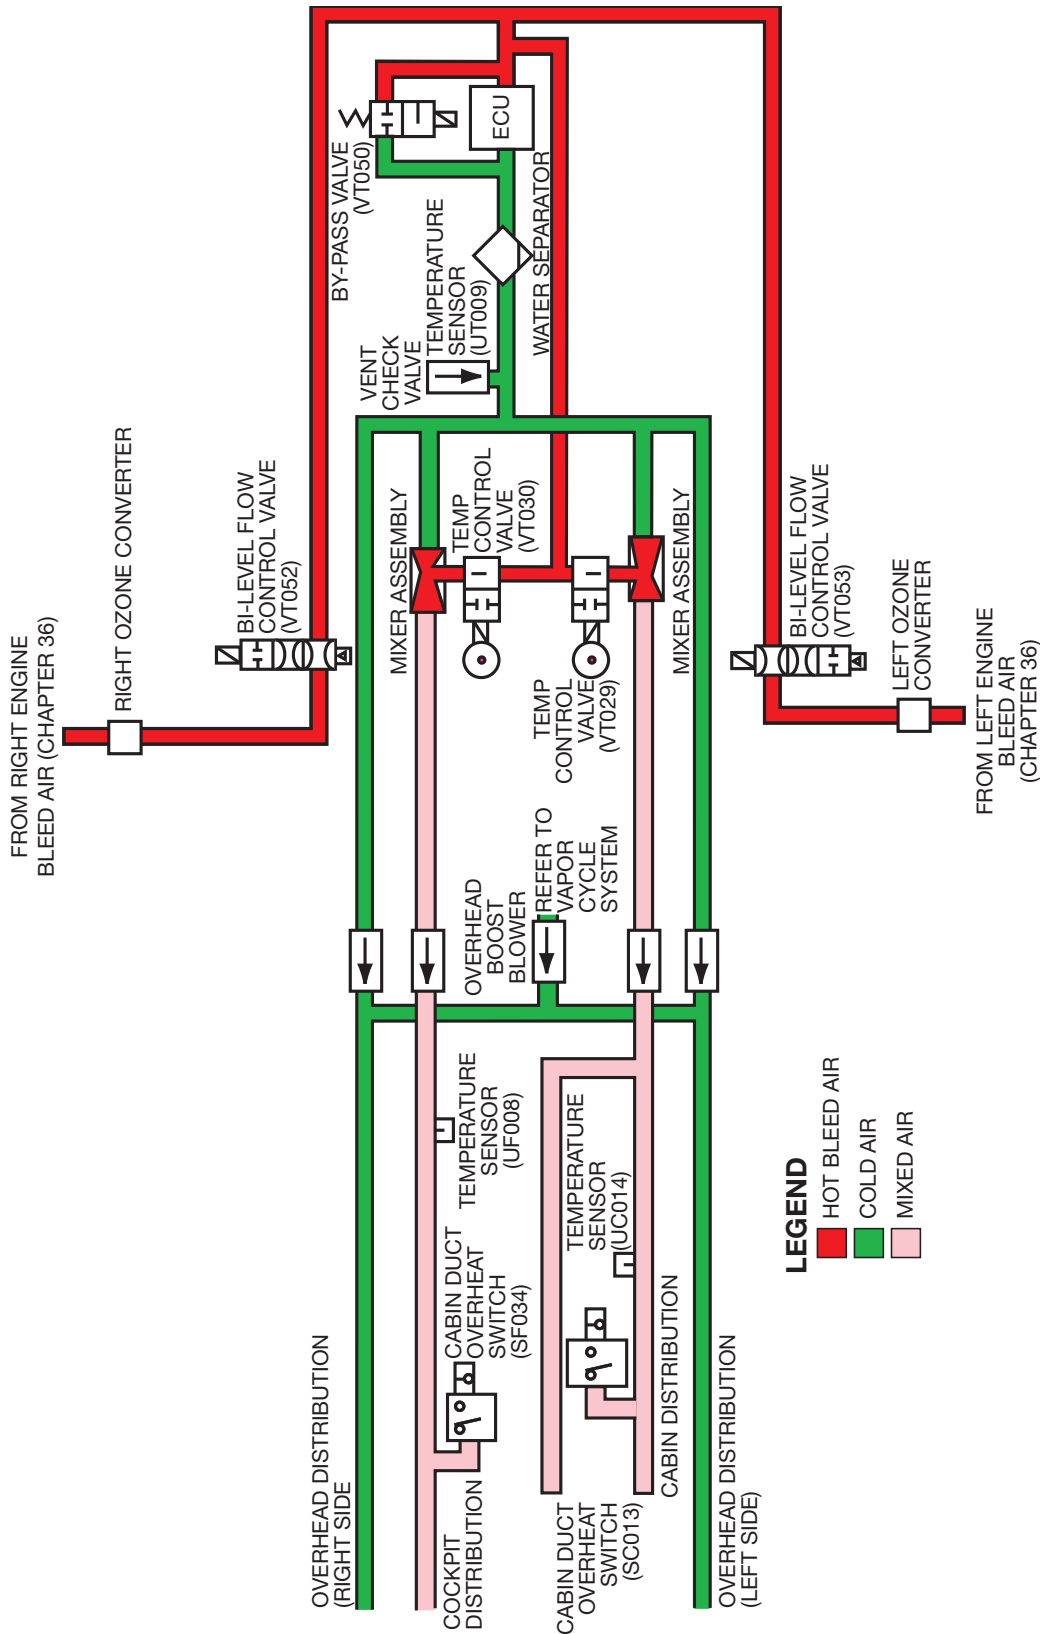 FROM RIGHT ENGINE
BLEED AIR (CHAPTER 36)
RIGHT OZONE CONVERTER
BI-LEVEL FLOW
CONTROL VALVE
(VT052)
BY-PASS VALVE
(VT050)
ECU
VENT
CHECK
VALVE
TEMPERATURE
SENSOR
(UT009)
WATER SEPARATOR
MIXER ASSEMBLY
TEMP
CONTROL
VALVE
(VT030)
TEMP
CONTROL
VALVE
(VT029)
MIXER ASSEMBLY
BI-LEVEL FLOW
CONTROL VALVE
(VT053)
LEFT OZONE
CONVERTER
FROM LEFT ENGINE
BLEED AIR
(CHAPTER 36)
OVERHEAD
BOOST
BLOWER
REFER TO
VAPOR
CYCLE
SYSTEM
TEMPERATURE
SENSOR
(UF008)
TEMPERATURE
SENSOR
(UC014)
CABIN DUCT
OVERHEAT
SWITCH
(SF034)
OVERHEAD DISTRIBUTION
(RIGHT SIDE
COCKPIT
DISTRIBUTION
CABIN DUCT
OVERHEAT
SWITCH
(SC013)
CABIN DISTRIBUTION
OVERHEAD DISTRIBUTION
(LEFT SIDE)
LEGEND
HOT BLEED AIR
COLD AIR
MIXED AIR